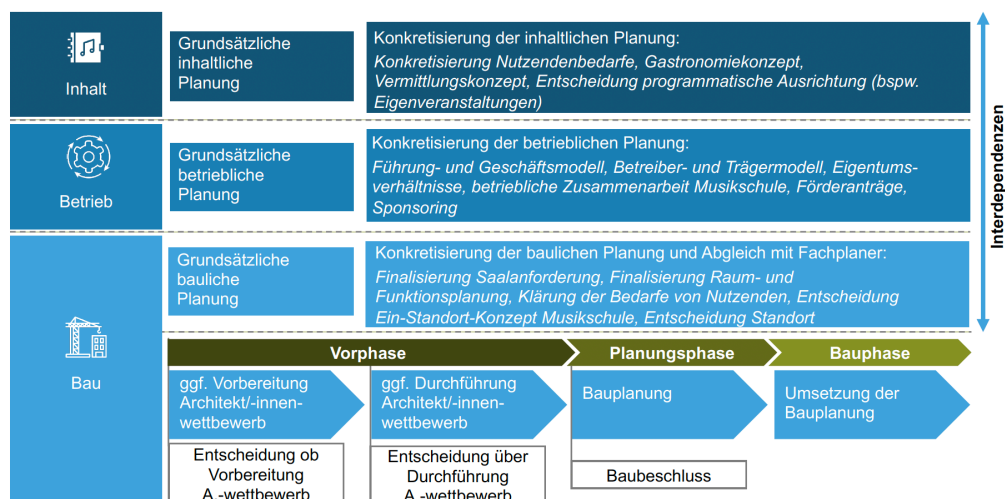 Inhalt
Grundsätzliche
inhaltliche
Planung
Konkretisierung der inhaltlichen Planung:
Konkretisierung Nutzendenbedarfe, Gastronomiekonzept,
Vermittlungskonzept, Entscheidung programmatische Ausrichtung (bspw.
Eigenveranstaltungen)
Betrieb
Grundsätzliche
betriebliche
Planung
Konkretisierung der betrieblichen Planung:
Führung- und Geschäftsmodell, Betreiber- und Trägermodell, Eigentums-
verhältnisse, betriebliche Zusammenarbeit Musikschule, Förderanträge,
Sponsoring
Interdependenzen
Bau
Grundsätzliche
bauliche
Planung
Konkretisierung der baulichen Planung und Abgleich mit Fachplaner:
Finalisierung Saalanforderung, Finalisierung Raum- und
Funktionsplanung, Klärung der Bedarfe von Nutzenden, Entscheidung
Ein-Standort-Konzept Musikschule, Entscheidung Standort
Vorphase
Planungsphase
Bauphase
ggf. Vorbereitung
Architekt/-innen-
wettbewerb
ggf. Durchführung
Architekt/-innen-
wettbewerb
Bauplanung
Umsetzung der
Bauplanung
Entscheidung ob
Vorbereitung
A.-wettbewerb
Entscheidung über
Durchführung
A.-wettbewerb
Baubeschluss